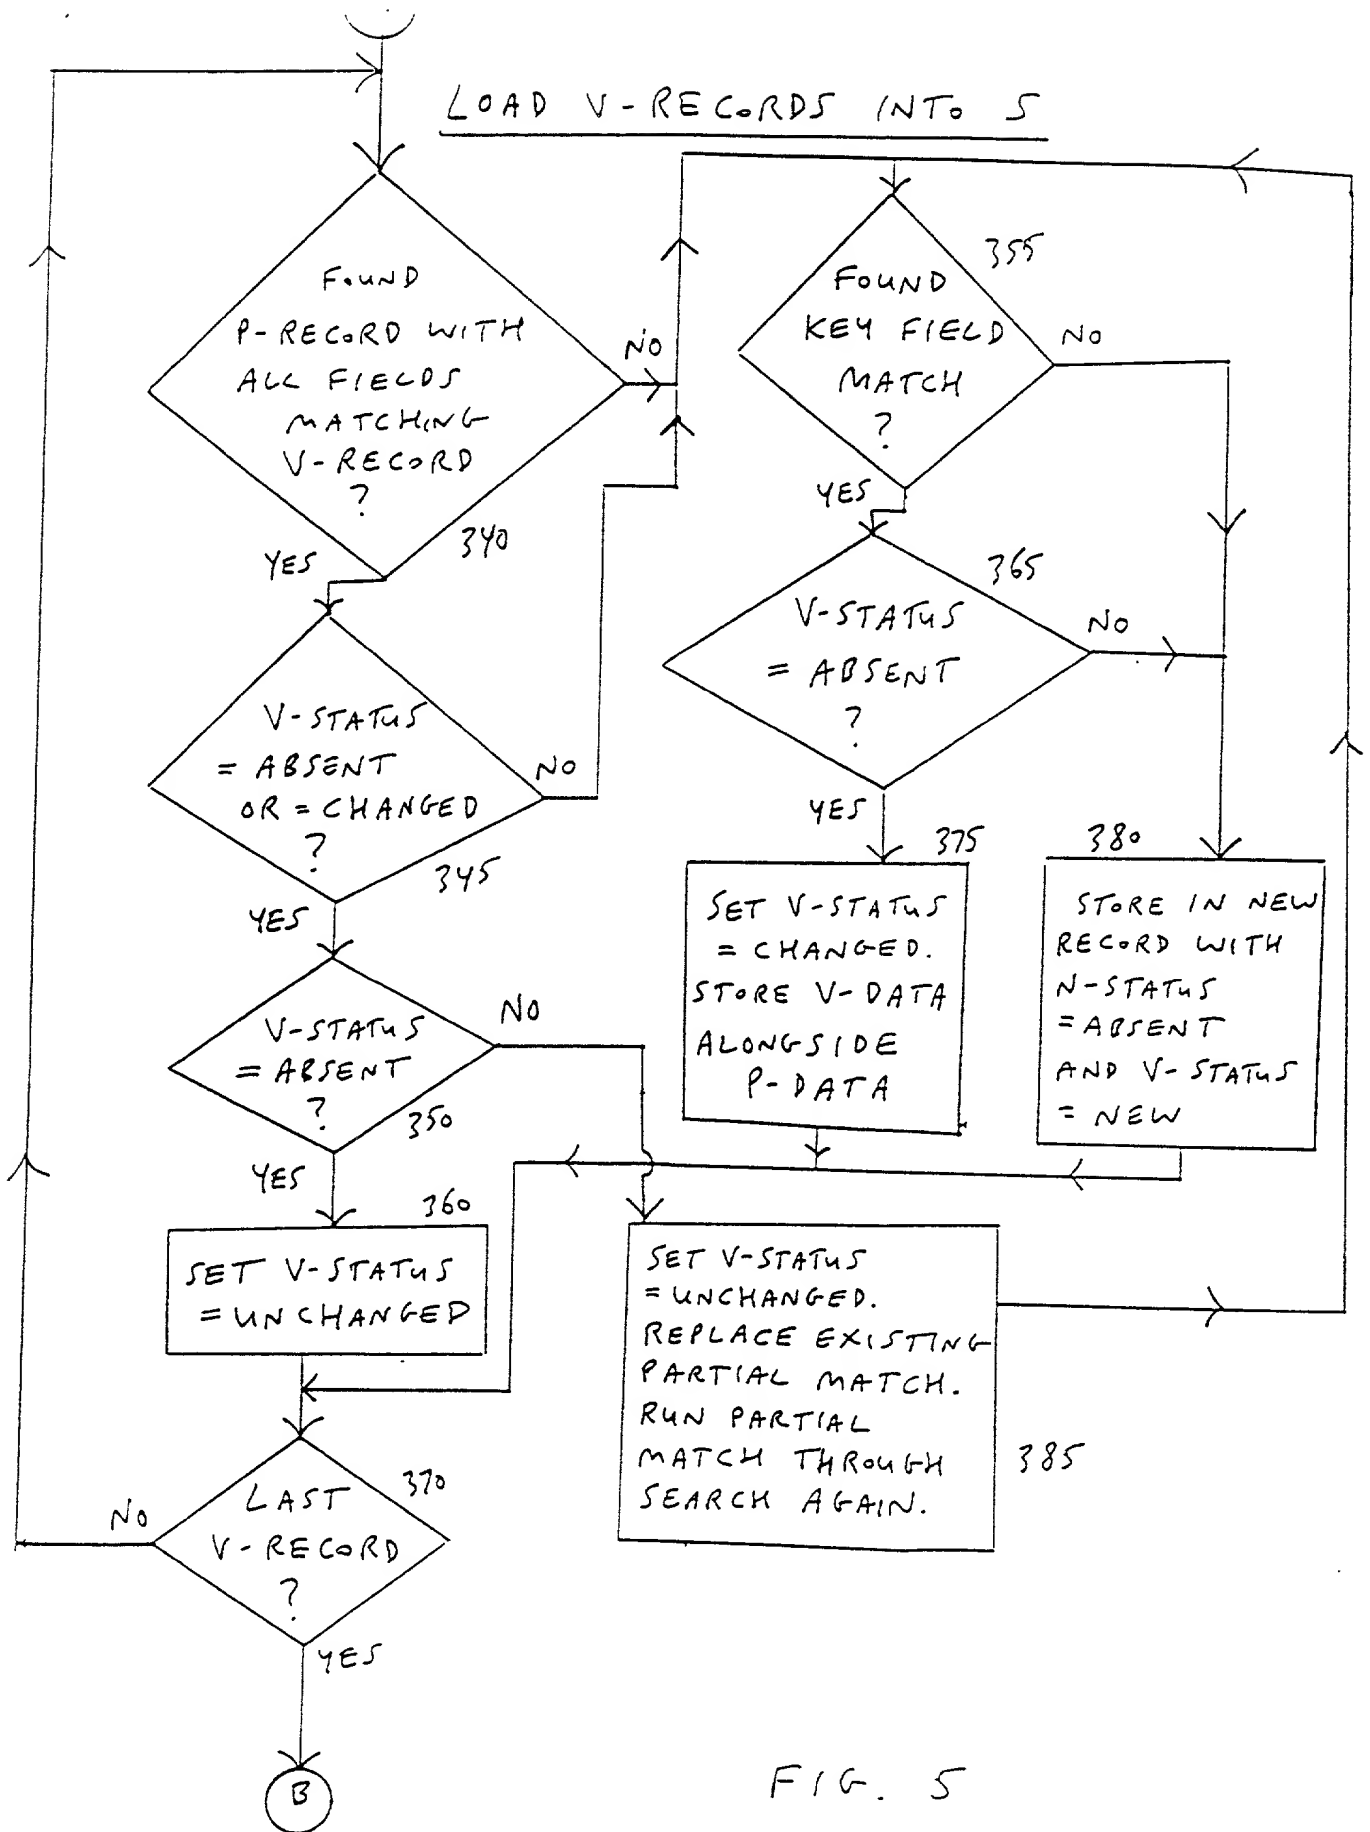 LOAD V-RECORDS INTO S
FOUND
P-RECORD WITH
ALL FIELDS
MATCHING
V-RECORD
?
340
NO
YES
V-STATUS
= ABSENT
OR = CHANGED
?
345
NO
YES
V-STATUS
= ABSENT
?
350
NO
YES
360
SET V-STATUS
= UNCHANGED
LAST
V-RECORD
?
370
NO
YES
B
355
FOUND
KEY FIELD
MATCH
?
NO
YES
365
V-STATUS
= ABSENT
?
NO
YES
375
SET V-STATUS
= CHANGED.
STORE V-DATA
ALONGSIDE
P-DATA
380
STORE IN NEW
RECORD WITH
N-STATUS
= ABSENT
AND V-STATUS
= NEW
SET V-STATUS
= UNCHANGED.
REPLACE EXISTING
PARTIAL MATCH.
RUN PARTIAL
MATCH THROUGH
SEARCH AGAIN.
385
FIG. 5